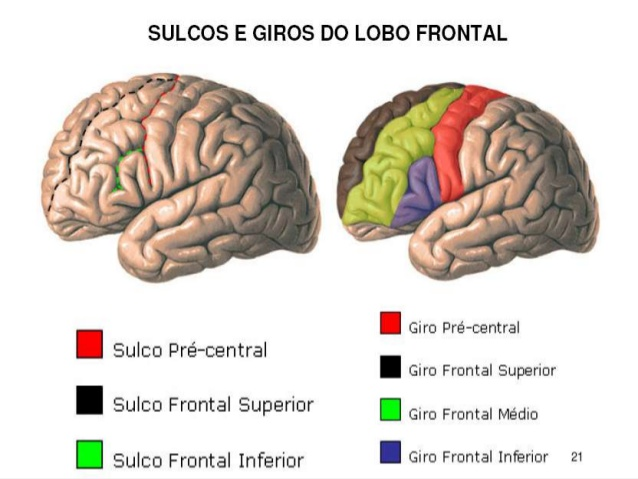 SULCOS E GIROS DO LOBO FRONTAL
Sulco Pré-central
Sulco Frontal Superior
Sulco Frontal Inferior
Giro Pré-central
Giro Frontal Superior
Giro Frontal Médio
Giro Frontal Inferior
21